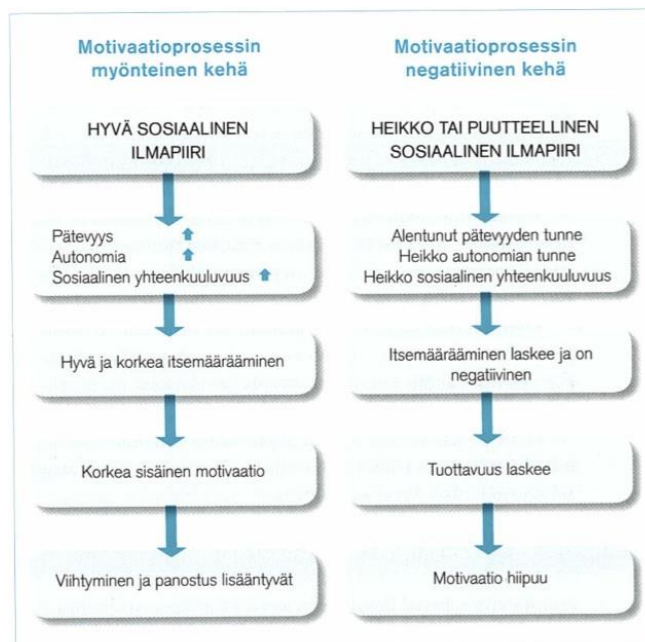 Motivaatioprosessin
myönteinen kehä
HYVÄ SOSIAALINEN
ILMAPIIRI
Pätevyys
Autonomia
Sosiaalinen yhteenkuuluvuus
Hyvä ja korkea itsemäärääminen
Korkea sisäinen motivaatio
Viihtyminen ja panostus lisääntyvät
Motivaatioprosessin
negatiivinen kehä
HEIKKO TAI PUUTTEELLINEN
SOSIAALINEN ILMAPIIRI
Alentunut pätevyyden tunne
Heikko autonomian tunne
Heikko sosiaalinen yhteenkuuluvuus
Itsemäärääminen laskee ja on
negatiivinen
Tuottavuus laskee
Motivaatio hiipuu